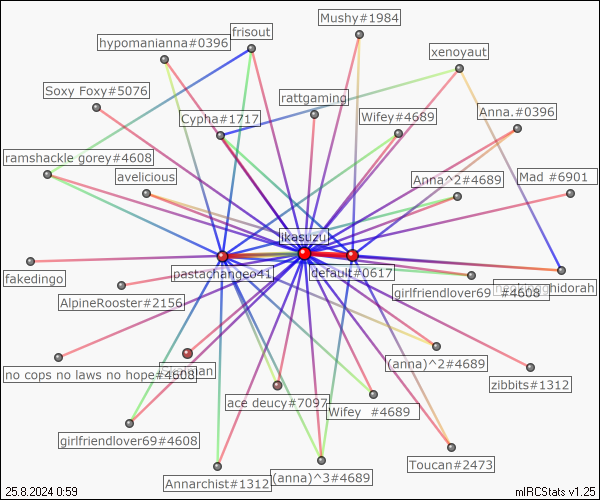 Mushy#1984
frisout
hypomanianna#0396
xenoyaut
Soxy Foxy#5076
rattgaming
Cypha#1717
Wifey#4689
Anna.#0396
ramshackle gorey#4608
avelicious
Anna^2#4689
Mad #6901
ikasuzu
fakedingo
pastachangeo41
default#0617
girlfriendlover69 #4608
hidorah
AlpineRooster#2156
(anna)^2#4689
no cops no laws no hope#4608
an
zibbits#1312
ace deucy#7097
Wifey #4689
girlfriendlover69#4608
Toucan#2473
Annarchist#1312
(anna)^3#4689
25.8.2024 0:59
mIRCStats v1.25